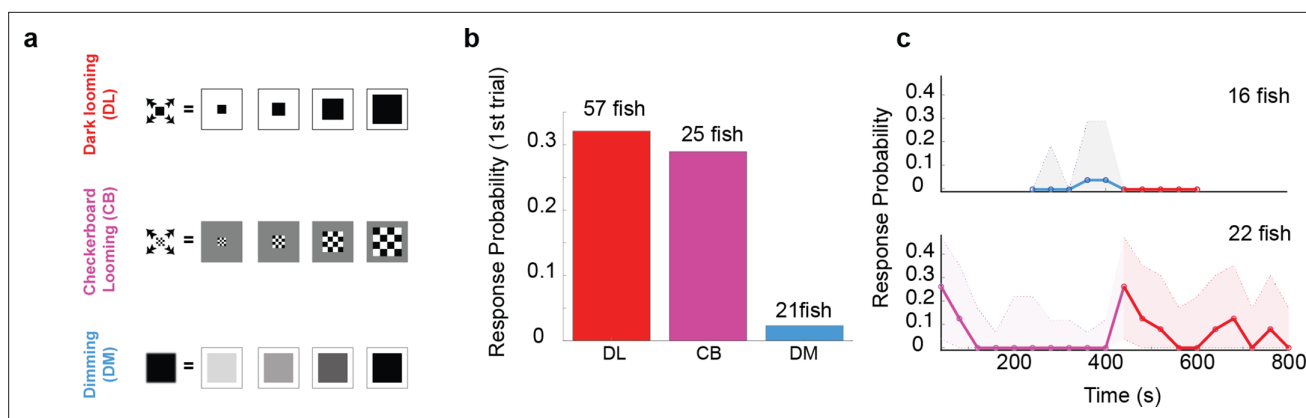 a
Dark looming
(DL)
=
Checkerboard
Looming (CB)
=
Dimming
(DM)
=
b
Response Probability (1st trial)
0.3
0.2
0.1
0
57 fish
25 fish
21fish
DL
CB
DM
c
Response Probability
0.4
0.3
0.2
0.1
0
16 fish
0.4
0.3
0.2
0.1
0
22 fish
200
400
600
800
Time (s)